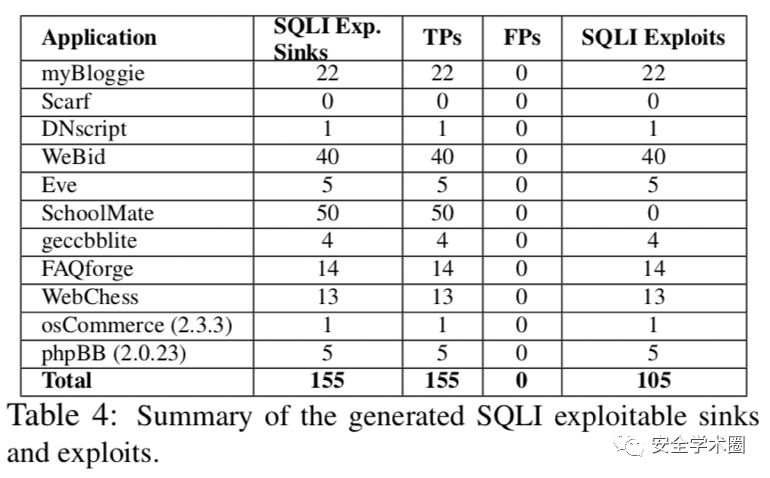 Application SQLI Exp. Sinks TPs FPs SQLI Exploits
myBloggie 22 22 0 22
Scarf 0 0 0 0
DNscript 1 1 0 1
WeBid 40 40 0 40
Eve 5 5 0 5
SchoolMate 50 50 0 0
geccbblite 4 4 0 4
FAQforge 14 14 0 14
WebChess 13 13 0 13
osCommerce (2.3.3) 1 1 0 1
phpBB (2.0.23) 5 5 0 5
Total 155 155 0 105
Table 4: Summary of the generated SQLI exploitable sinks
and exploits.
安全学术圈